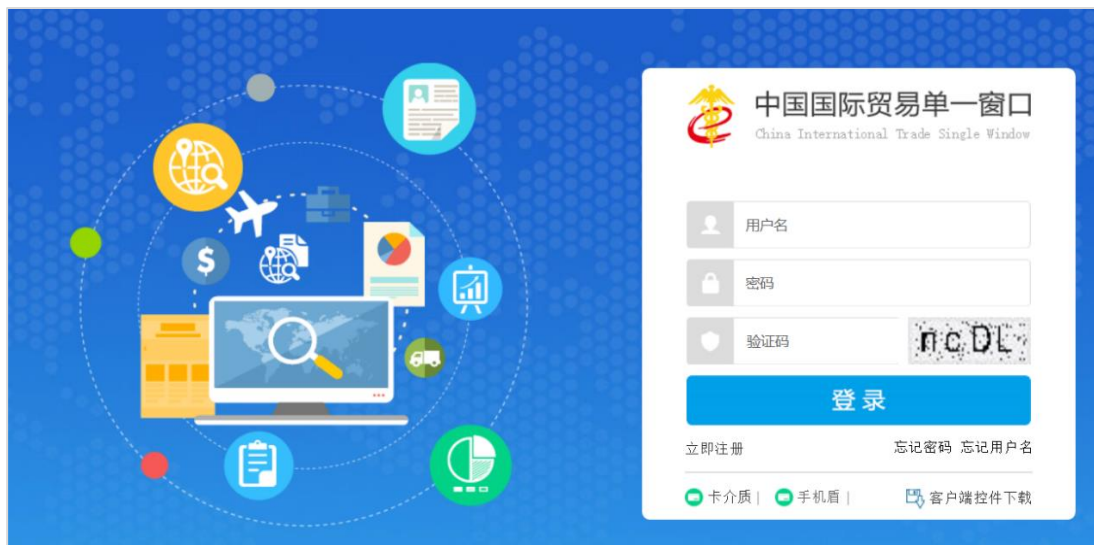 中国国际贸易单一窗口
China International Trade Single Window
用户名
密码
验证码 ncDL
登录
立即注册 忘记密码 忘记用户名
卡介质| 手机盾| 客户端控件下载